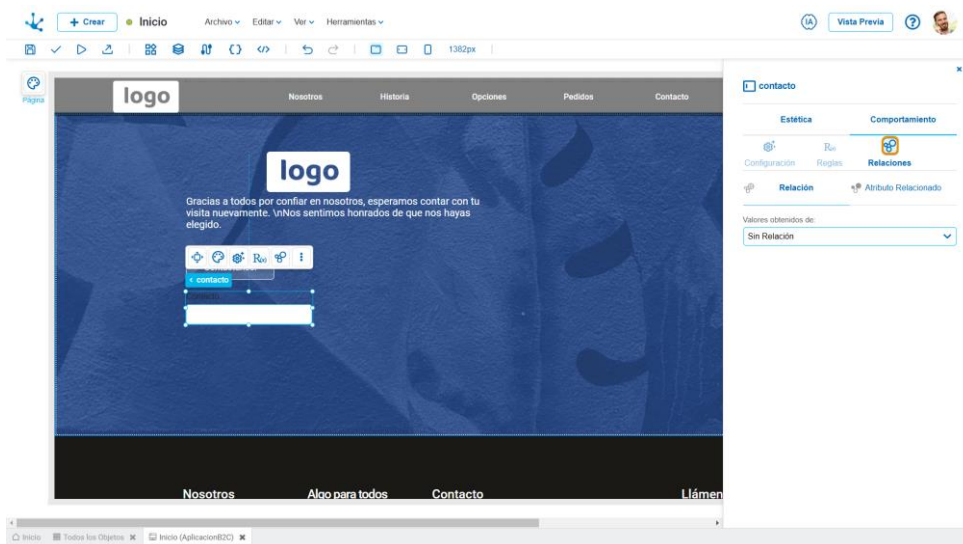 + Crear
Inicio
Archivo
Editar
Ver
Herramientas
IA
Vista Previa
?
1382px
Página
logo
Nosotros
Historia
Opciones
Pedidos
Contacto
logo
Gracias a todos por confiar en nosotros, esperamos contar con tu
visita nuevamente. \nNos sentimos honrados de que nos hayas
elegido.
R(x)
< contacto
Nosotros
Algo para todos
Contacto
Llámen
contacto
Estética
Comportamiento
R(x)
Configuración
Reglas
Relaciones
Relación
Atributo Relacionado
Valores obtenidos de:
Sin Relación
Inicio
Todos los Objetos
Inicio (AplicacionB2C)